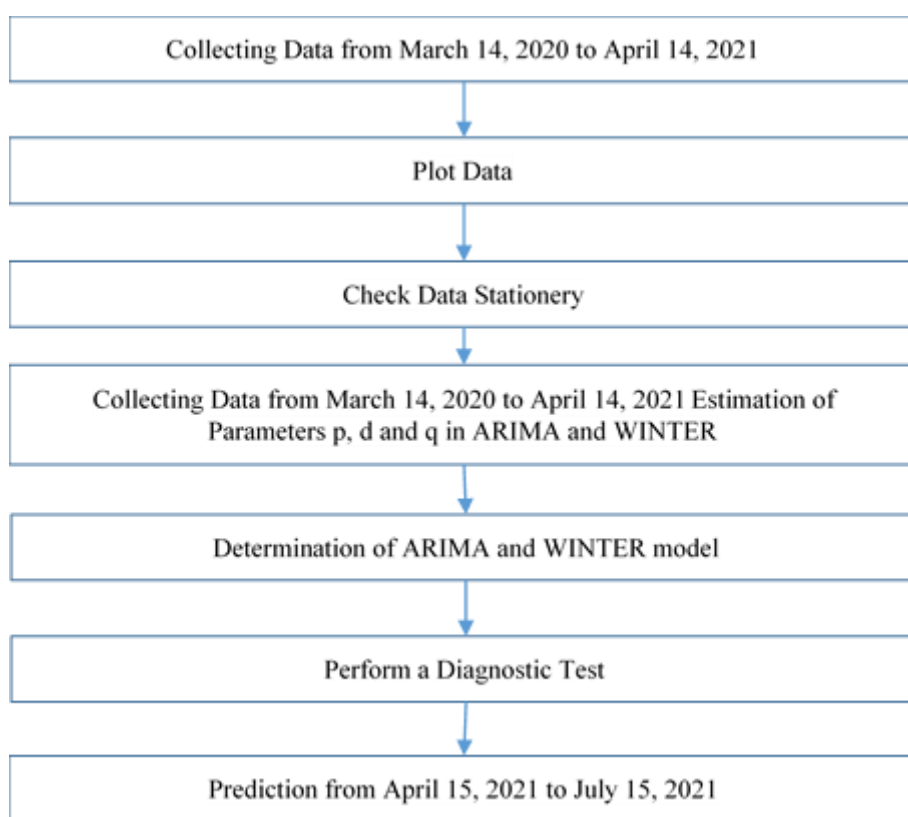 Collecting Data from March 14, 2020 to April 14, 2021
Plot Data
Check Data Stationery
Collecting Data from March 14, 2020 to April 14, 2021 Estimation of
Parameters p, d and q in ARIMA and WINTER
Determination of ARIMA and WINTER model
Perform a Diagnostic Test
Prediction from April 15, 2021 to July 15, 2021